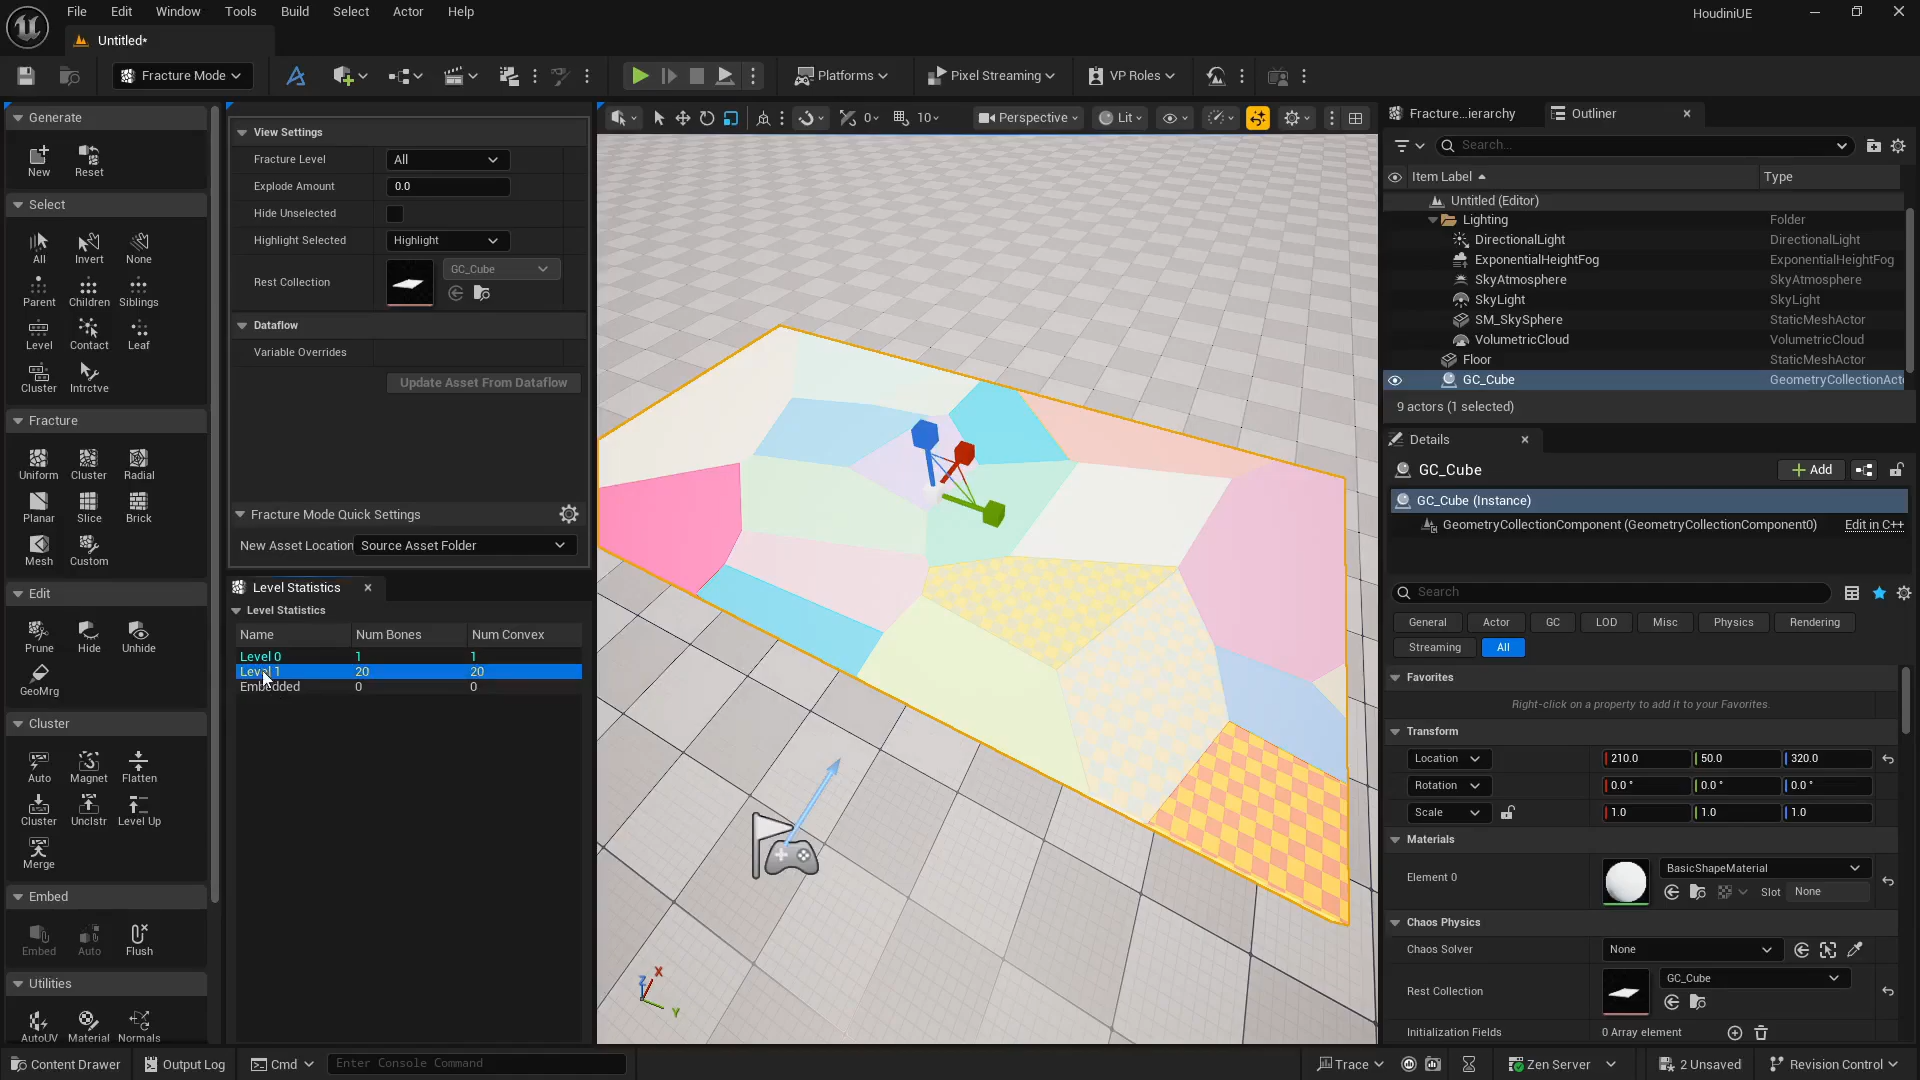 File Edit Window Tools Build Select Actor Help
HoudiniUE
Untitled*
Fracture Mode
Platforms
Pixel Streaming
VP Roles
Generate
New Reset
Select
All Invert None
Parent Children Siblings
Level Contact Leaf
Cluster Intrctve
Fracture
Uniform Cluster Radial
Planar Slice Brick
Mesh Custom
Edit
Prune Hide Unhide
GeoMrg
Cluster
Auto Magnet Flatten
Cluster Unclstr Level Up
Merge
Embed
Embed Auto Flush
Utilities
AutoUV Material Normals
View Settings
Fracture Level All
Explode Amount 0.0
Hide Unselected
Highlight Selected Highlight
Rest Collection GC_Cube
Dataflow
Variable Overrides
Update Asset From Dataflow
Fracture Mode Quick Settings
New Asset Location Source Asset Folder
Level Statistics
Level Statistics
Name Num Bones Num Convex
Level 0 1 1
Level 1 20 20
Embedded 0 0
0 10 Perspective Lit
X
Z
Y
Fracture...ierarchy Outliner
Search...
Item Label Type
Untitled (Editor)
Lighting Folder
DirectionalLight DirectionalLight
ExponentialHeightFog ExponentialHeightFog
SkyAtmosphere SkyAtmosphere
SkyLight SkyLight
SM_SkySphere StaticMeshActor
VolumetricCloud VolumetricCloud
Floor StaticMeshActor
GC_Cube GeometryCollectionActo
9 actors (1 selected)
Details
GC_Cube Add
GC_Cube (Instance)
GeometryCollectionComponent (GeometryCollectionComponent0) Edit in C++
Search
General Actor GC LOD Misc Physics Rendering
Streaming All
Favorites
Right-click on a property to add it to your Favorites.
Transform
Location 210.0 50.0 320.0
Rotation 0.0 ° 0.0 ° 0.0 °
Scale 1.0 1.0 1.0
Materials
Element 0 BasicShapeMaterial
Slot None
Chaos Physics
Chaos Solver None
Rest Collection GC_Cube
Initialization Fields 0 Array element
Content Drawer Output Log Cmd Enter Console Command Trace Zen Server 2 Unsaved Revision Control